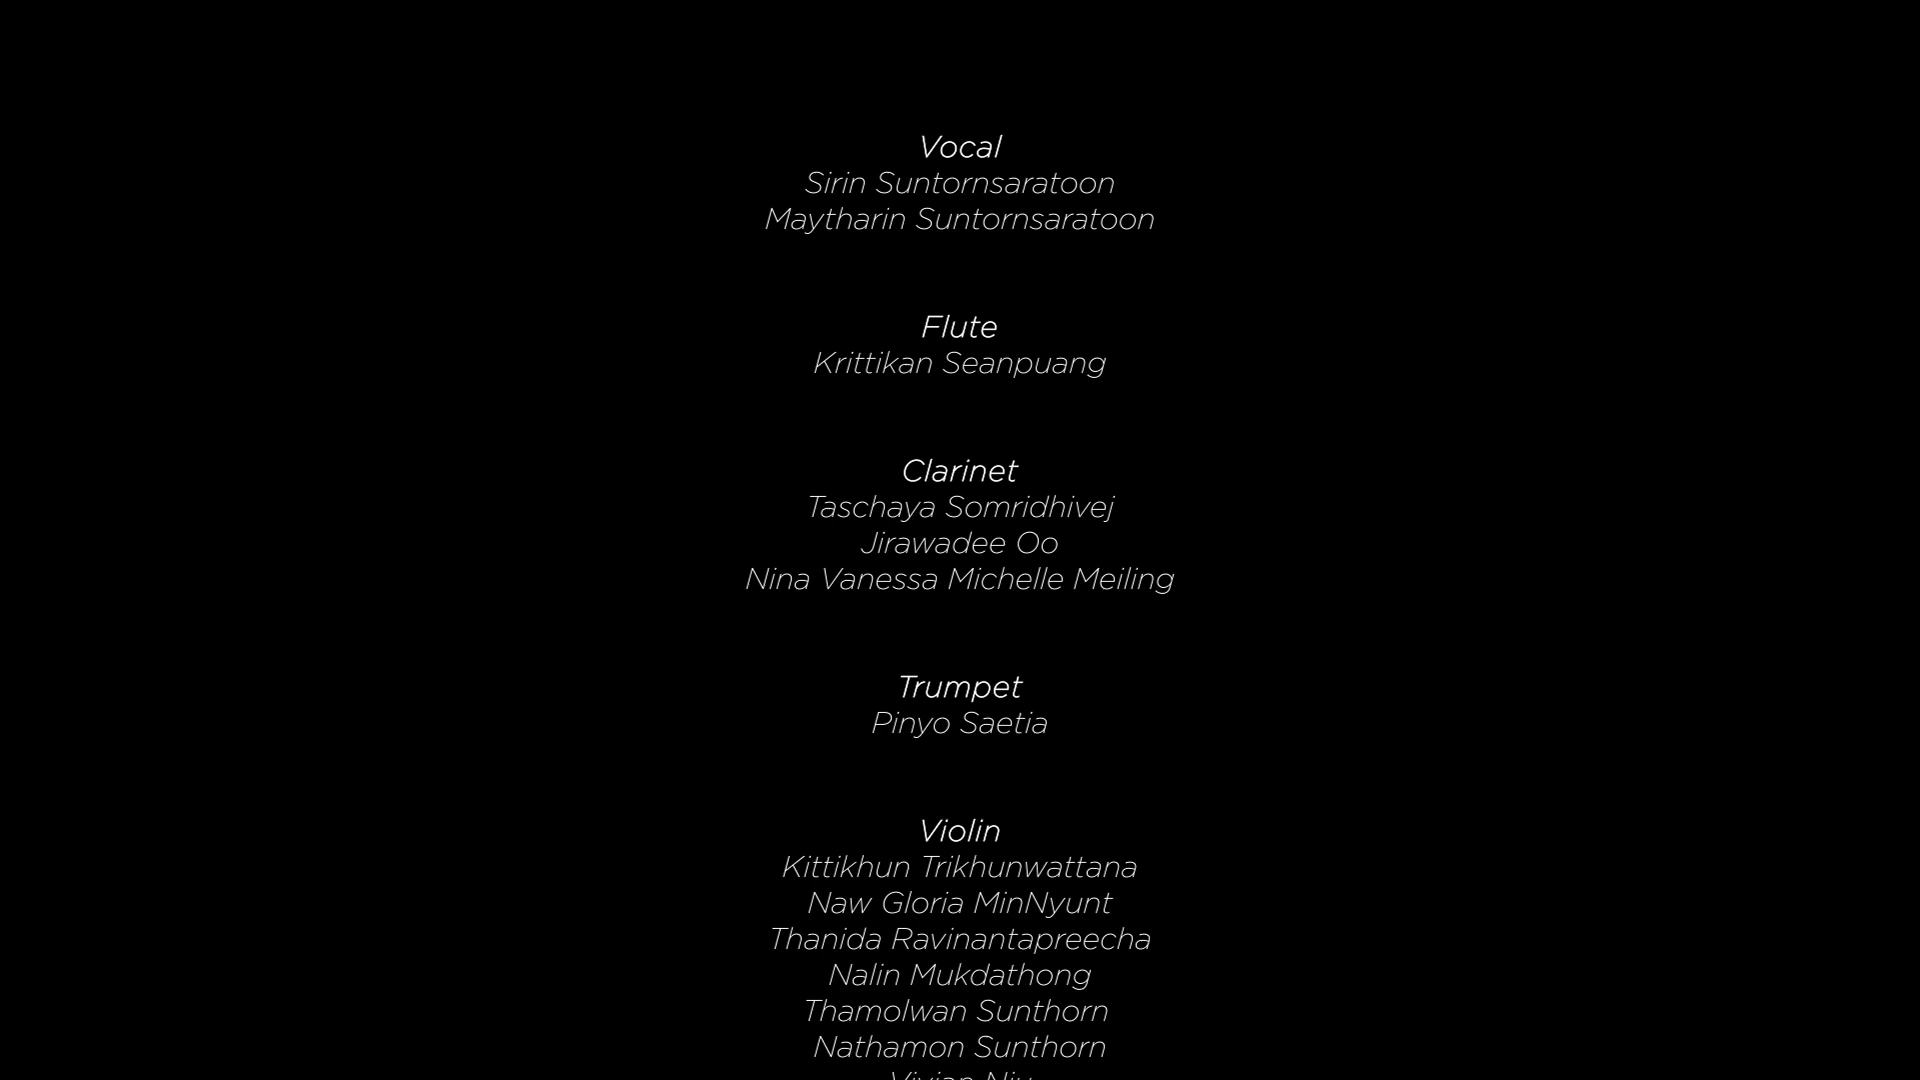 Vocal
Sirin Suntornsaratoon
Maytharin Suntornsaratoon
Flute
Krittikan Seanpuang
Clarinet
Taschaya Somridhivej
Jirawadee Oo
Nina Vanessa Michelle Meiling
Trumpet
Pinyo Saetia
Violin
Kittikhun Trikhunwattana
Naw Gloria MinNyunt
Thanida Ravinantapreecha
Nalin Mukdathong
Thamolwan Sunthorn
Nathamon Sunthorn